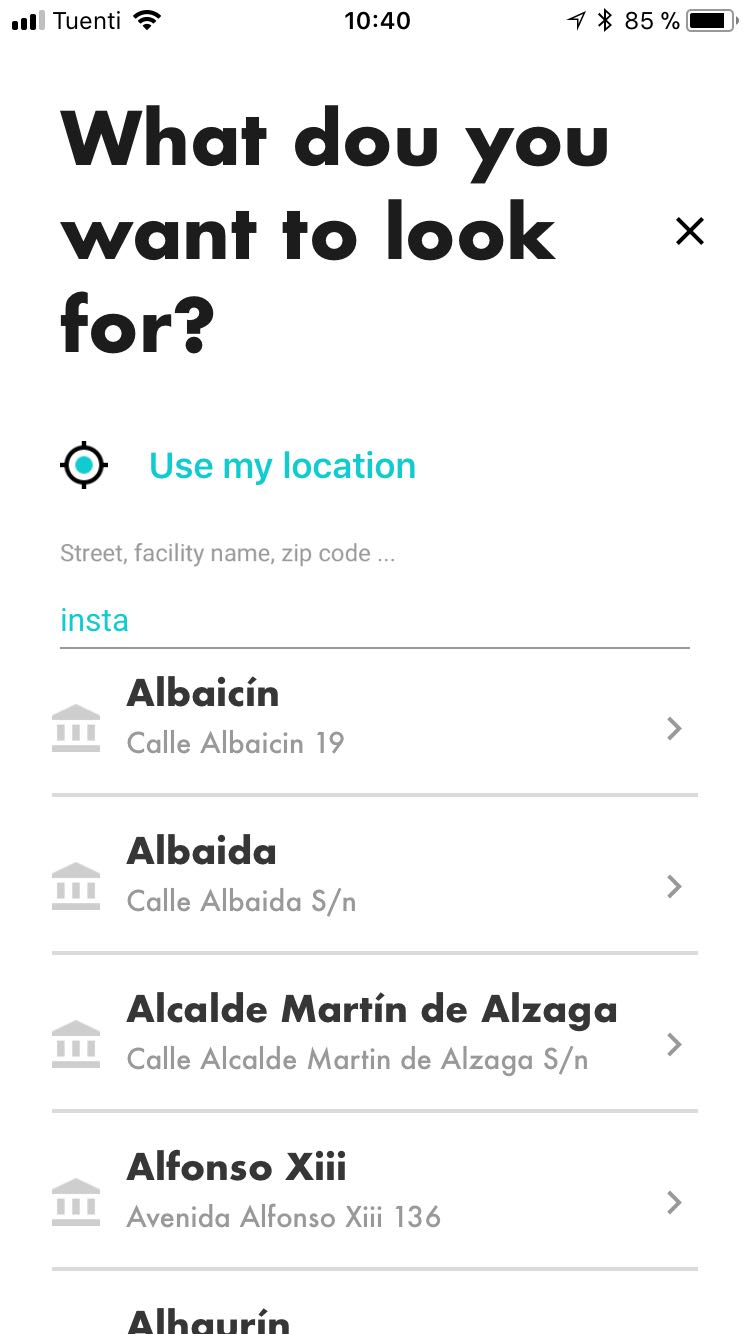 Tuenti 10:40 85 %
What dou you
want to look
for?
Use my location
Street, facility name, zip code ...
insta
Albaicín
Calle Albaicin 19
Albaida
Calle Albaida S/n
Alcalde Martín de Alzaga
Calle Alcalde Martin de Alzaga S/n
Alfonso Xiii
Avenida Alfonso Xiii 136
Alhaurín